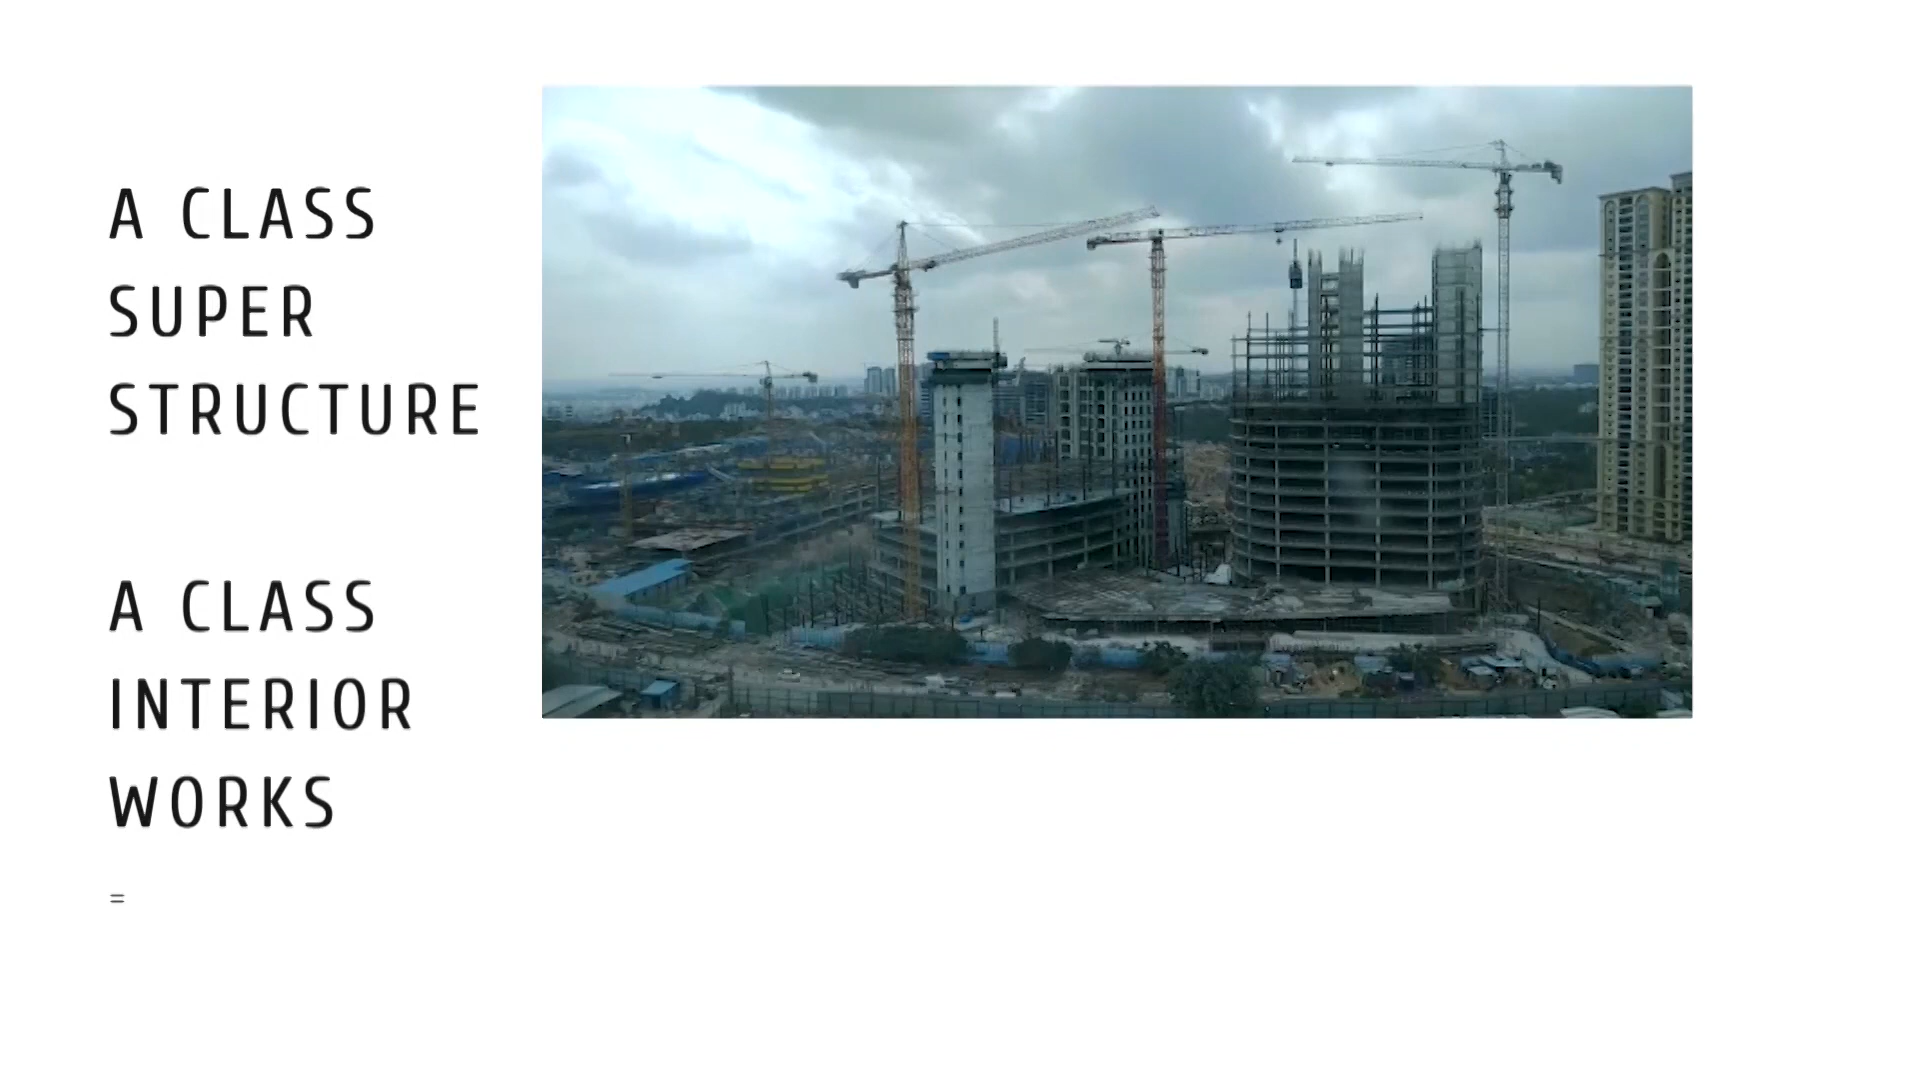 A CLASS
SUPER
STRUCTURE
A CLASS
INTERIOR
WORKS
=